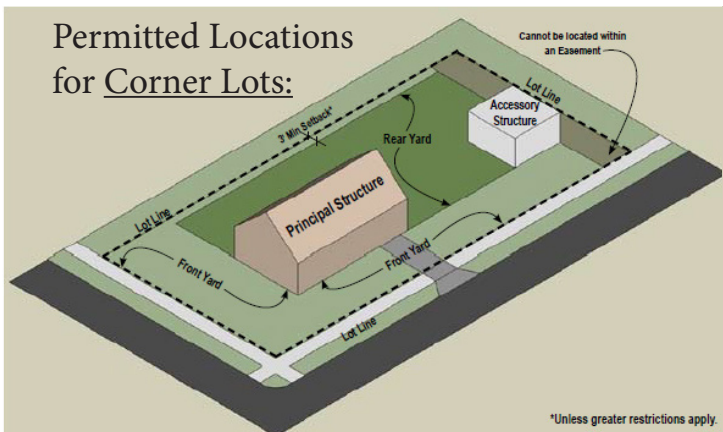 Permitted Locations
for Corner Lots:
Cannot be located within
an Easement
Lot Line
Accessory
Structure
3' Min Setback*
Rear Yard
Principal Structure
Lot Line
Front Yard
Front Yard
Lot Line
*Unless greater restrictions apply.